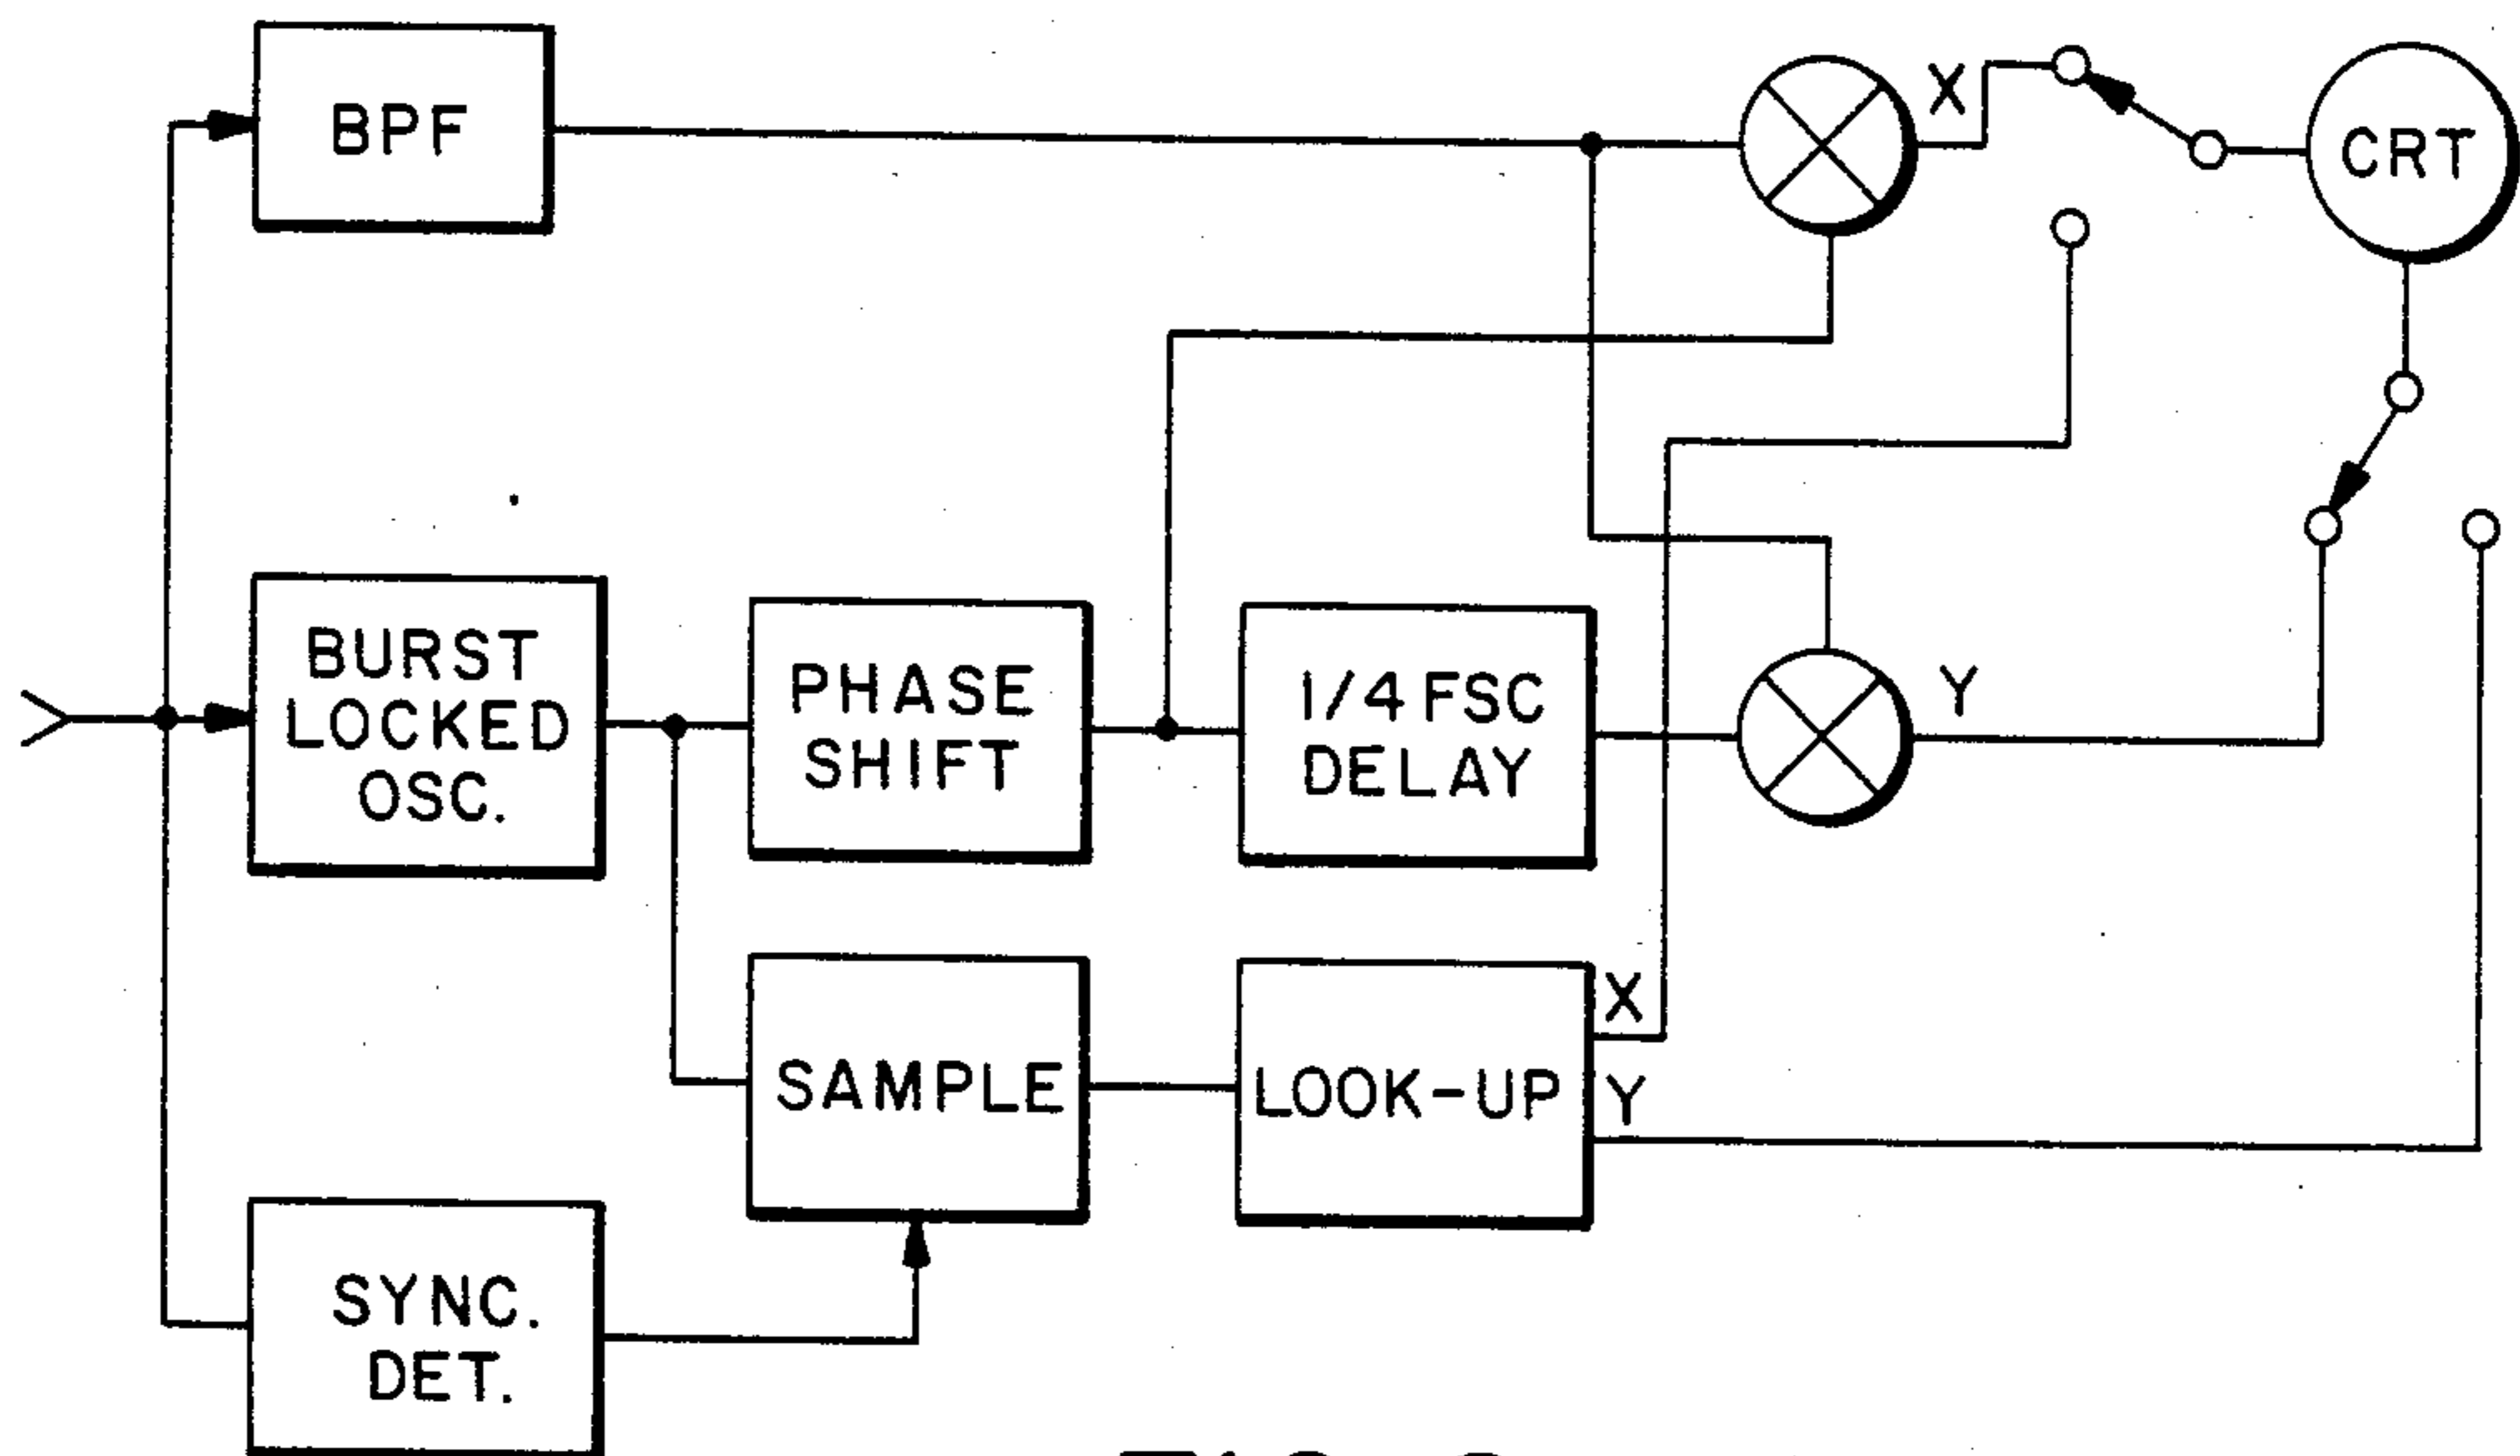 BPF
X
CRT
BURST
LOCKED
OSC.
PHASE
SHIFT
1/4 FSC
DELAY
Y
SAMPLE
LOOK-UP
X
Y
SYNC.
DET.